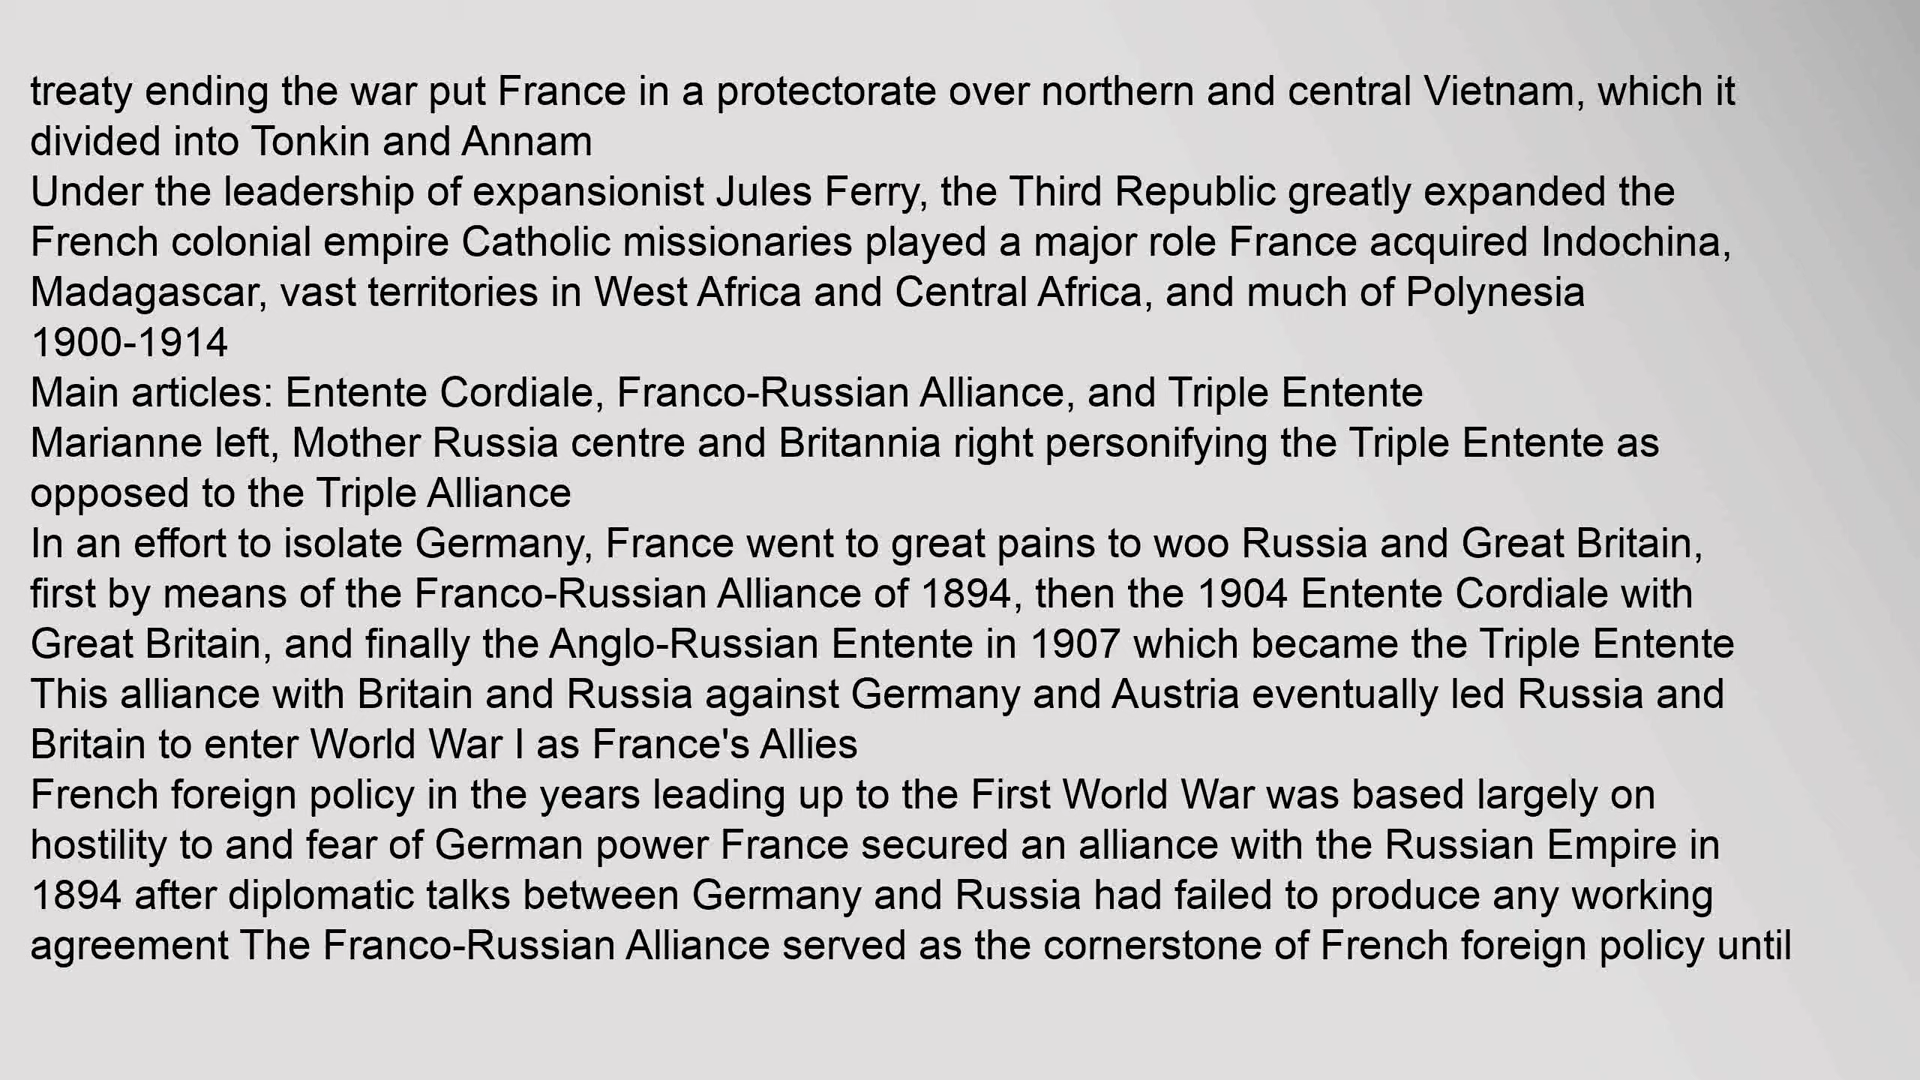 treaty ending the war put France in a protectorate over northern and central Vietnam, which it
divided into Tonkin and Annam
Under the leadership of expansionist Jules Ferry, the Third Republic greatly expanded the
French colonial empire Catholic missionaries played a major role France acquired Indochina,
Madagascar, vast territories in West Africa and Central Africa, and much of Polynesia
1900-1914
Main articles: Entente Cordiale, Franco-Russian Alliance, and Triple Entente
Marianne left, Mother Russia centre and Britannia right personifying the Triple Entente as
opposed to the Triple Alliance
In an effort to isolate Germany, France went to great pains to woo Russia and Great Britain,
first by means of the Franco-Russian Alliance of 1894, then the 1904 Entente Cordiale with
Great Britain, and finally the Anglo-Russian Entente in 1907 which became the Triple Entente
This alliance with Britain and Russia against Germany and Austria eventually led Russia and
Britain to enter World War I as France's Allies
French foreign policy in the years leading up to the First World War was based largely on
hostility to and fear of German power France secured an alliance with the Russian Empire in
1894 after diplomatic talks between Germany and Russia had failed to produce any working
agreement The Franco-Russian Alliance served as the cornerstone of French foreign policy until